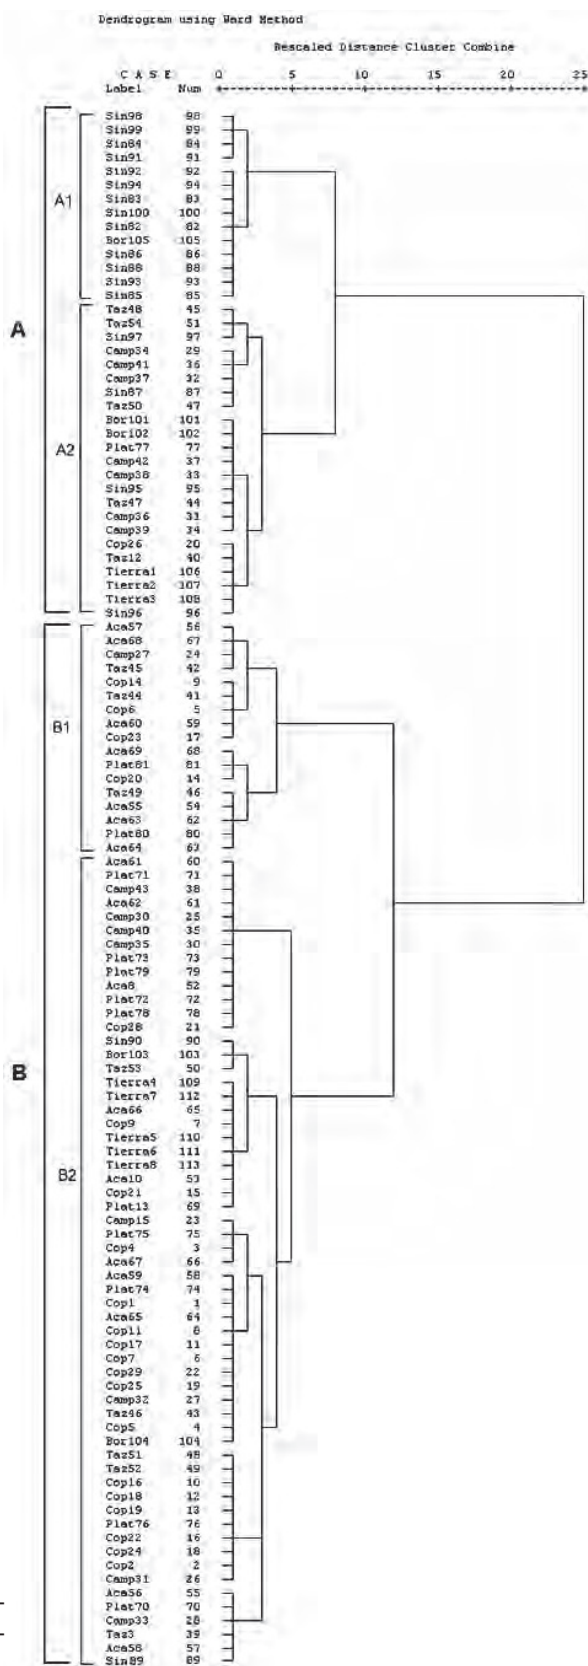 Dendrogram using Ward Method
Rescaled Distance Cluster Combine
C A S E 0 5 10 15 20 25
Label Num
Sin98 98
Sin99 99
Sin84 84
Sin91 91
Sin92 92
Sin94 94
A1 Sin83 83
Sin100 100
Sin82 82
Bor105 105
Sin86 86
Sin88 88
Sin93 93
Sin85 85
Taz48 45
A Taz54 51
Sin97 97
Camp34 29
Camp41 36
Camp37 32
Sin87 87
Taz50 47
Bor101 101
Bor102 102
A2 Plat77 77
Camp42 37
Camp38 33
Sin95 95
Taz47 44
Camp36 31
Camp39 34
Cop26 20
Taz12 40
Tierra1 106
Tierra2 107
Tierra3 108
Sin96 96
Aca57 56
Aca68 67
Camp27 24
Taz45 42
Cop14 9
Taz44 41
Cop6 5
B1 Aca60 59
Cop23 17
Aca69 68
Plat81 81
Cop20 14
Taz49 46
Aca55 54
Aca63 62
Plat80 80
Aca64 63
Aca61 60
Plat71 71
Camp43 38
Aca62 61
Camp30 25
Camp40 35
Camp35 30
Plat73 73
Plat79 79
Aca8 52
Plat72 72
Plat78 78
Cop28 21
Sin90 90
Bor103 103
B Taz53 50
Tierra4 109
Tierra7 112
Aca66 65
Cop9 7
Tierra5 110
Tierra6 111
Tierra8 113
B2 Aca10 53
Cop21 15
Plat13 69
Camp15 23
Plat75 75
Cop4 3
Aca67 66
Aca59 58
Plat74 74
Cop1 1
Aca65 64
Cop11 8
Cop17 11
Cop7 6
Cop29 22
Cop25 19
Camp32 27
Taz46 43
Cop5 4
Bor104 104
Taz51 48
Taz52 49
Cop16 10
Cop18 12
Cop19 13
Plat76 76
Cop22 16
Cop24 18
Cop2 2
Camp31 26
Aca56 55
Plat70 70
Camp33 28
Taz3 39
Aca58 57
Sin89 89